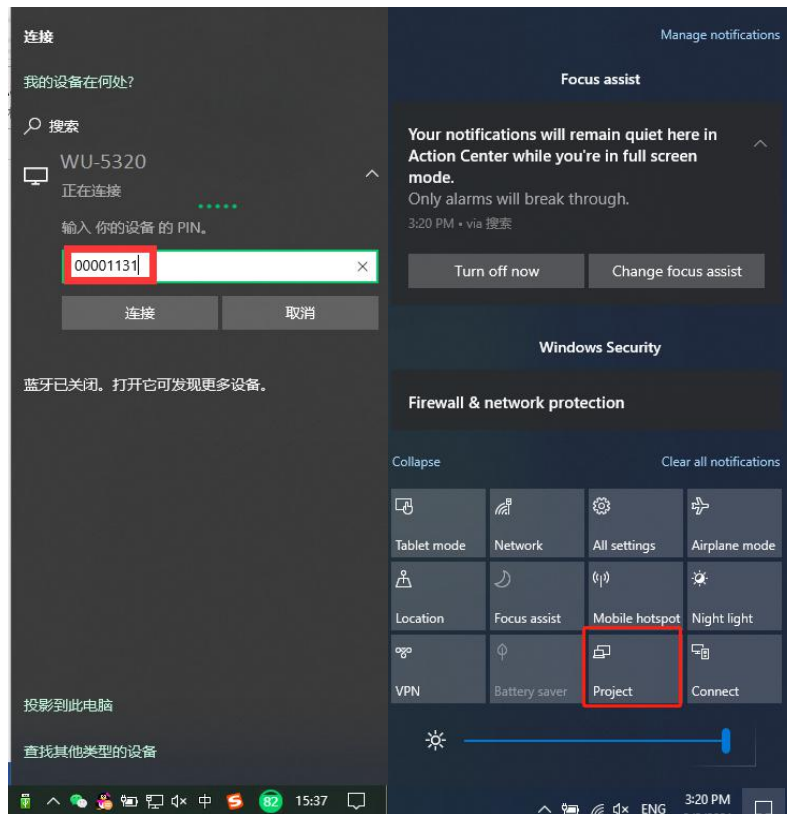 连接
我的设备在何处?
搜索
WU-5320
正在连接
输入 你的设备 的 PIN。
00001131
连接 取消
蓝牙已关闭。打开它可发现更多设备。
投影到此电脑
查找其他类型的设备
中 82 15:37
Manage notifications
Focus assist
Your notifications will remain quiet here in
Action Center while you're in full screen
mode.
Only alarms will break through.
3:20 PM • via 搜索
Turn off now Change focus assist
Windows Security
Firewall & network protection
Collapse Clear all notifications
Tablet mode Network All settings Airplane mode
Location Focus assist Mobile hotspot Night light
VPN Battery saver Project Connect
ENG 3:20 PM